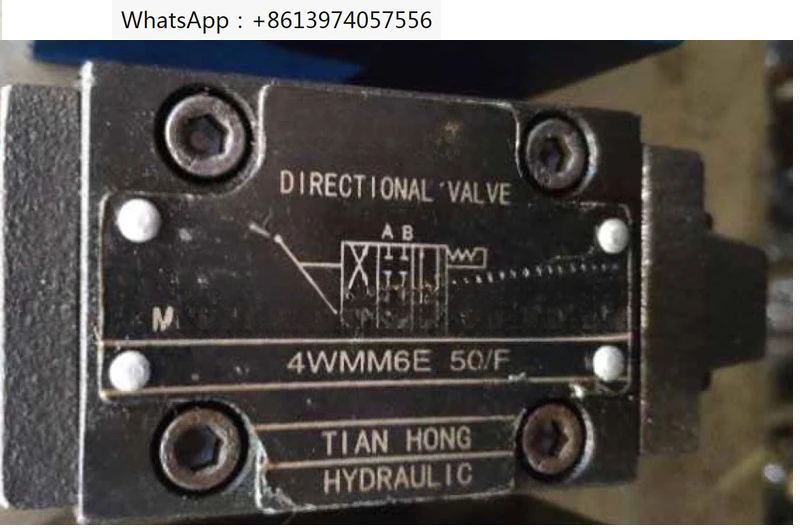 WhatsApp：+8613974057556
DIRECTIONAL VALVE
A B
M
4WMM6E 50/F
TIAN HONG
HYDRAULIC